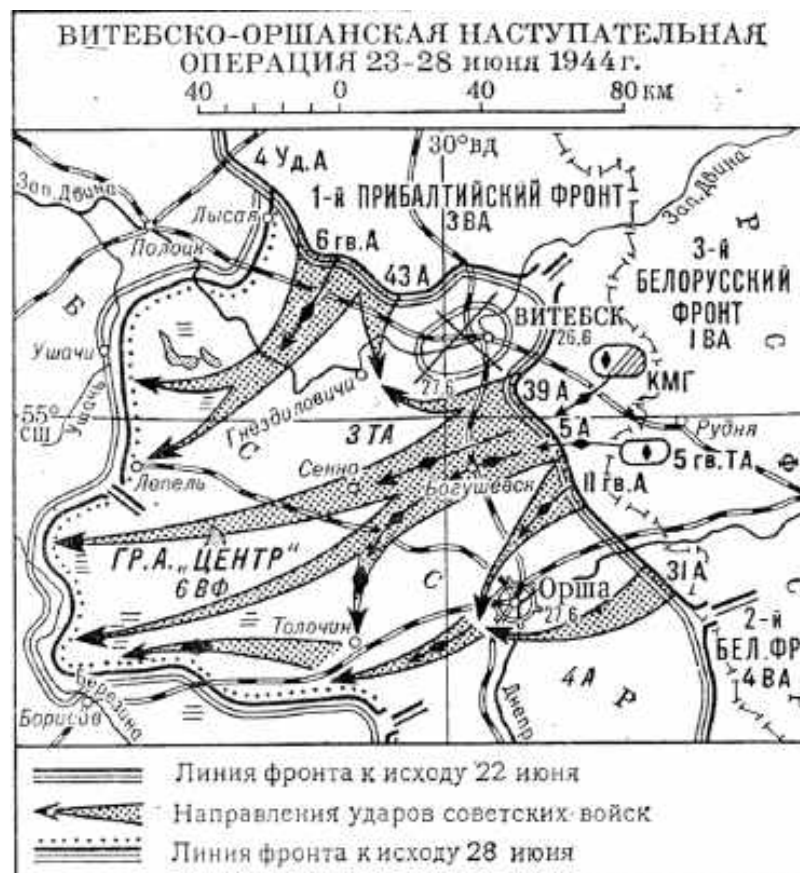 ВИТЕБСКО-ОРШАНСКАЯ НАСТУПАТЕЛЬНАЯ
ОПЕРАЦИЯ 23-28 июня 1944 г.
40 0 40 80 км
4 Уд. А
30° вд
Зап. Двина
Зап. Двина
1-й ПРИБАЛТИЙСКИЙ ФРОНТ
3 ВА
Лысая
Полоцк
6 гв. А
43 А
Р
3-й
БЕЛОРУССКИЙ
ФРОНТ
1 ВА
Б
ВИТЕБСК
26.6
С
Ушачи
Ушачь
КМГ
27.6
39 А
Гнездиловичи
55°
СШ
3 ТА
5 А
Рудня
С
Сенно
Богушевск
5 гв. ТА
Ф
Лепель
11 гв. А
ГР. А. „ЦЕНТР"
6 ВФ
С
Орша
27.6
31 А
С
Толочин
2-й
БЕЛ. ФР
4 ВА
4 А
Р
Березина
Борисов
Днепр
Линия фронта к исходу 22 июня
Направления ударов советских войск
Линия фронта к исходу 28 июня